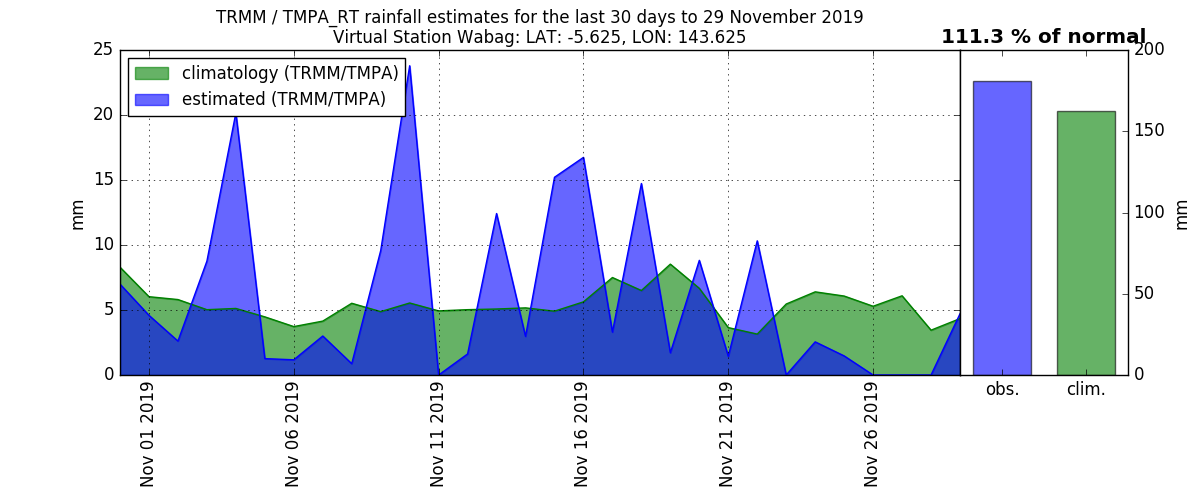 TRMM / TMPA_RT rainfall estimates for the last 30 days to 29 November 2019
Virtual Station Wabag: LAT: -5.625, LON: 143.625
111.3 % of normal
climatology (TRMM/TMPA)
estimated (TRMM/TMPA)
25
20
15
10
5
0
mm
Nov 01 2019
Nov 06 2019
Nov 11 2019
Nov 16 2019
Nov 21 2019
Nov 26 2019
200
150
100
50
0
mm
obs.
clim.